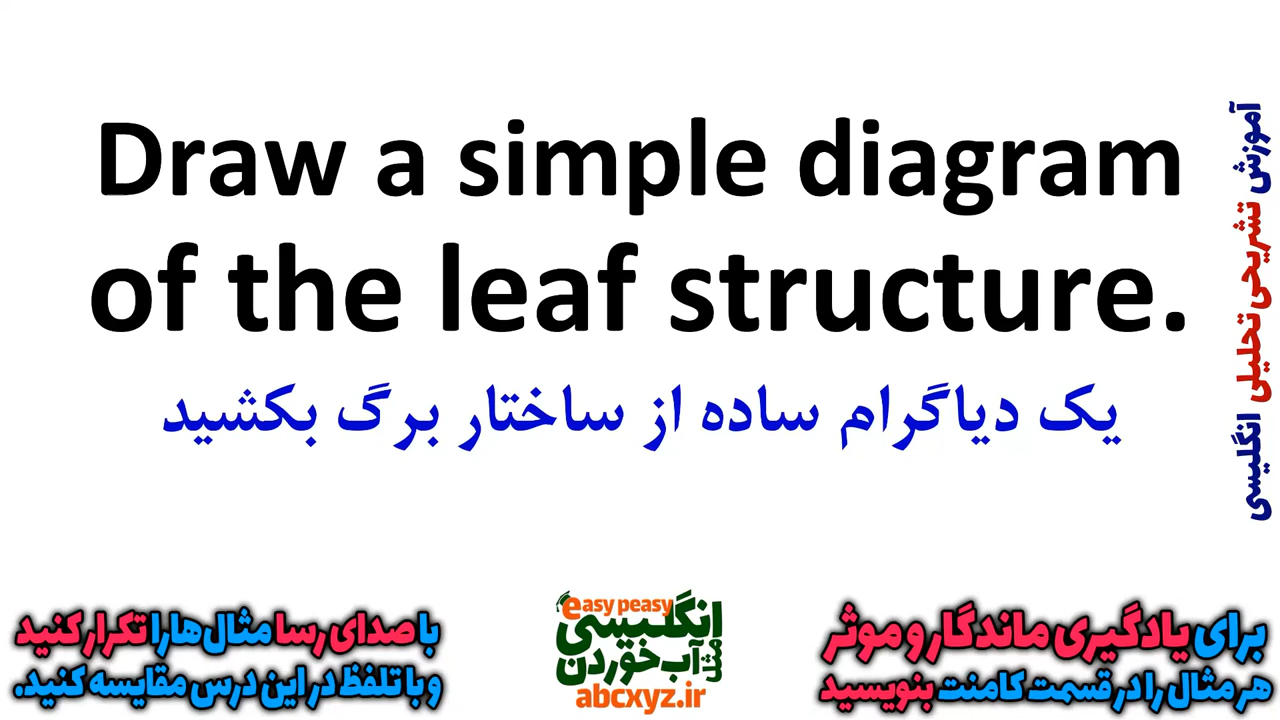 Draw a simple diagram
of the leaf structure.
یک دیاگرام ساده از ساختار برگ بکشید
آموزش تشریحی تحلیلی انگلیسی
برای یادگیری ماندگار و موثر
هر مثال را در قسمت کامنت بنویسید
easy peasy
انگلیسی
مثل
آب خوردن
abcxyz.ir
با صدای رسا مثال‌ها را تکرار کنید
و با تلفظ در این درس مقایسه کنید.